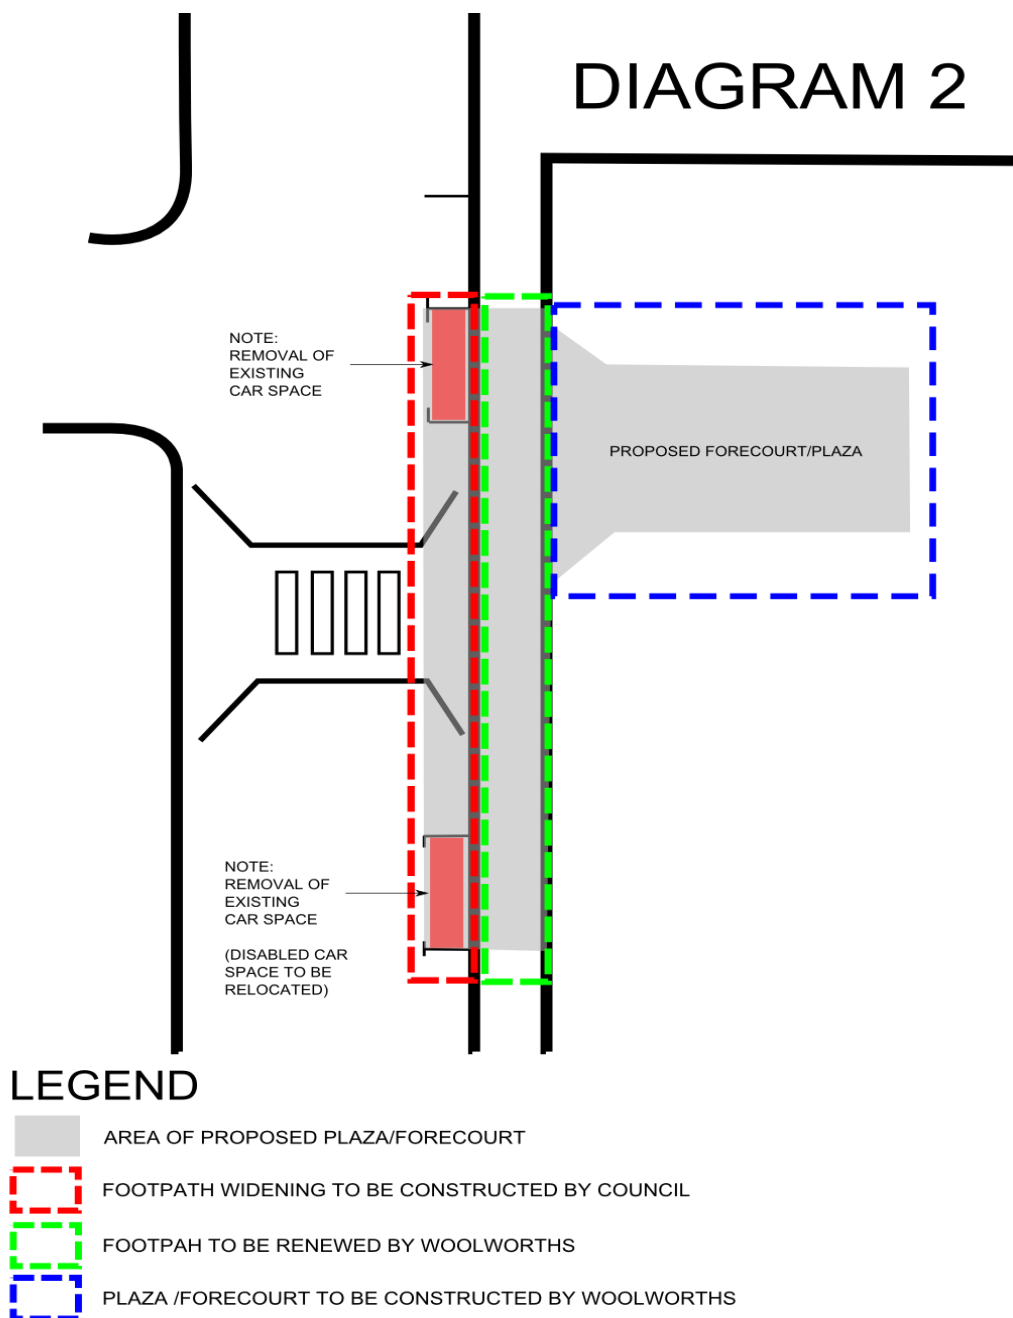 DIAGRAM 2
NOTE:
REMOVAL OF
EXISTING
CAR SPACE
PROPOSED FORECOURT/PLAZA
NOTE:
REMOVAL OF
EXISTING
CAR SPACE
(DISABLED CAR
SPACE TO BE
RELOCATED)
LEGEND
AREA OF PROPOSED PLAZA/FORECOURT
FOOTPATH WIDENING TO BE CONSTRUCTED BY COUNCIL
FOOTPAH TO BE RENEWED BY WOOLWORTHS
PLAZA /FORECOURT TO BE CONSTRUCTED BY WOOLWORTHS